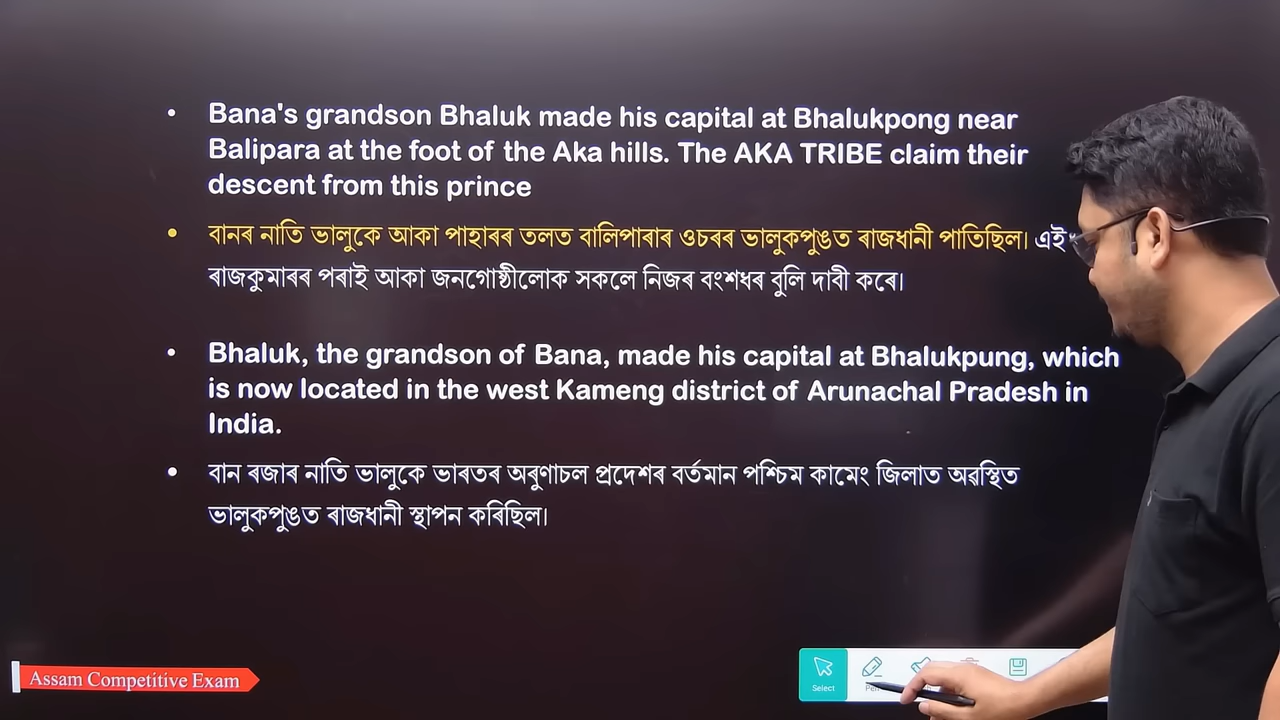 Bana's grandson Bhaluk made his capital at Bhalukpong near
Balipara at the foot of the Aka hills. The AKA TRIBE claim their
descent from this prince
বানৰ নাতি ভালুকে আকা পাহাৰৰ তলত বালিপাৰাৰ ওচৰৰ ভালুকপুঙত ৰাজধানী পাতিছিল। এই
ৰাজকুমাৰৰ পৰাই আকা জনগোষ্ঠীলোক সকলে নিজৰ বংশধৰ বুলি দাবী কৰে।
Bhaluk, the grandson of Bana, made his capital at Bhalukpung, which
is now located in the west Kameng district of Arunachal Pradesh in
India.
বান ৰজাৰ নাতি ভালুকে ভাৰতৰ অৰুণাচল প্ৰদেশৰ বৰ্তমান পশ্চিম কামেং জিলাত অৱস্থিত
ভালুকপুঙত ৰাজধানী স্থাপন কৰিছিল।
Assam Competitive Exam
Select